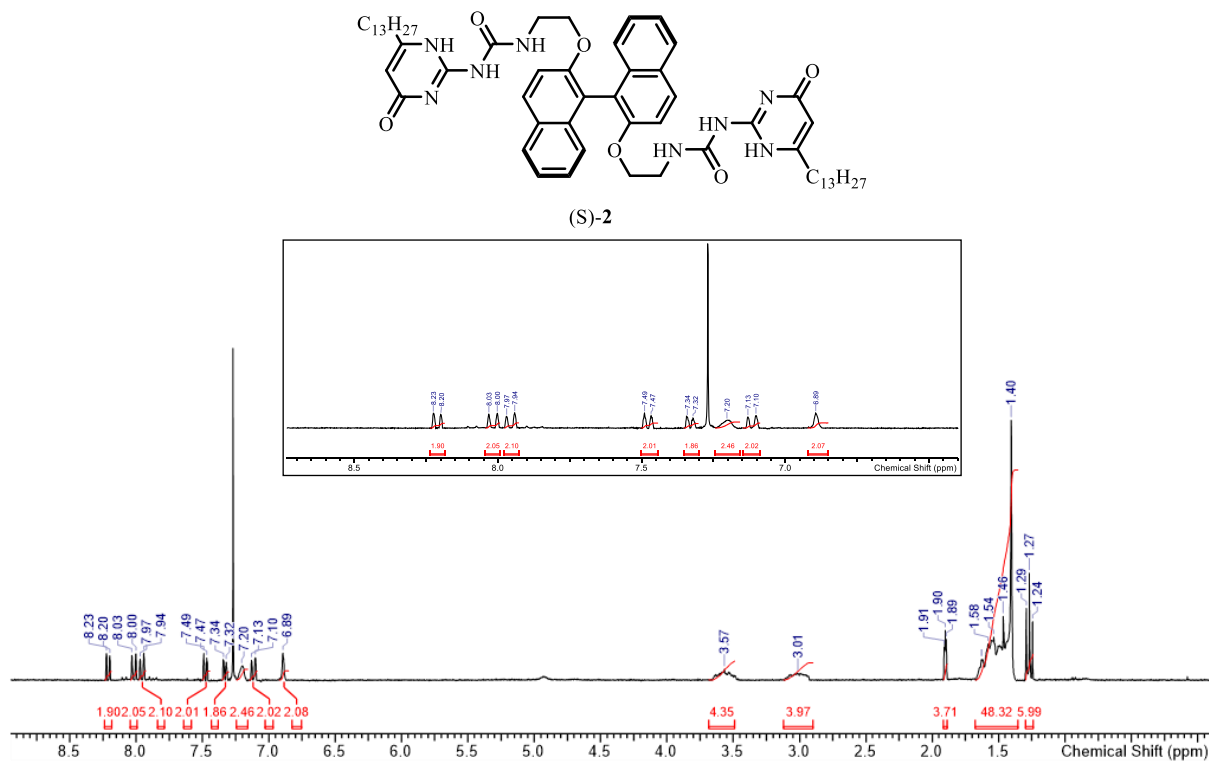 C13H27
O
NH
NH
O
O
NH
N
O
N
NH
NH
O
NH
O
N
O
C13H27
(S)-2
8.23
8.20
8.03
8.00
7.97
7.94
7.49
7.47
7.34
7.32
7.20
7.13
7.10
6.89
1.90 2.05 2.10 2.01 1.86 2.46 2.02 2.07
8.5 8.0 7.5 7.0 Chemical Shift (ppm)
8.23
8.20
8.03
8.00
7.97
7.94
7.49
7.47
7.34
7.32
7.20
7.13
7.10
6.89
3.57
3.01
1.91
1.90
1.89
1.58
1.54
1.46
1.40
1.29
1.27
1.24
1.90 2.05 2.10 2.01 1.86 2.46 2.02 2.08 4.35 3.97 3.71 48.32 5.99
8.5 8.0 7.5 7.0 6.5 6.0 5.5 5.0 4.5 4.0 3.5 3.0 2.5 2.0 1.5 Chemical Shift (ppm)